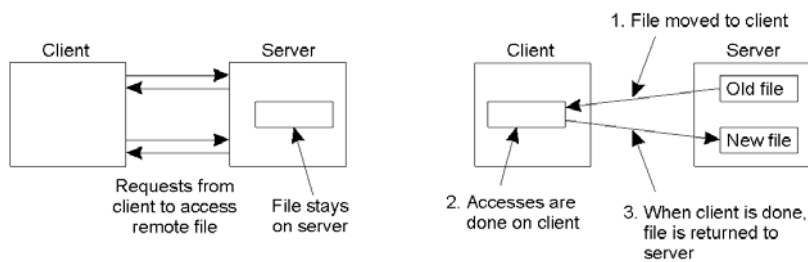 Client
Server
Requests from
client to access
remote file
File stays
on server
1. File moved to client
Client
Server
Old file
New file
2. Accesses are
done on client
3. When client is done,
file is returned to
server